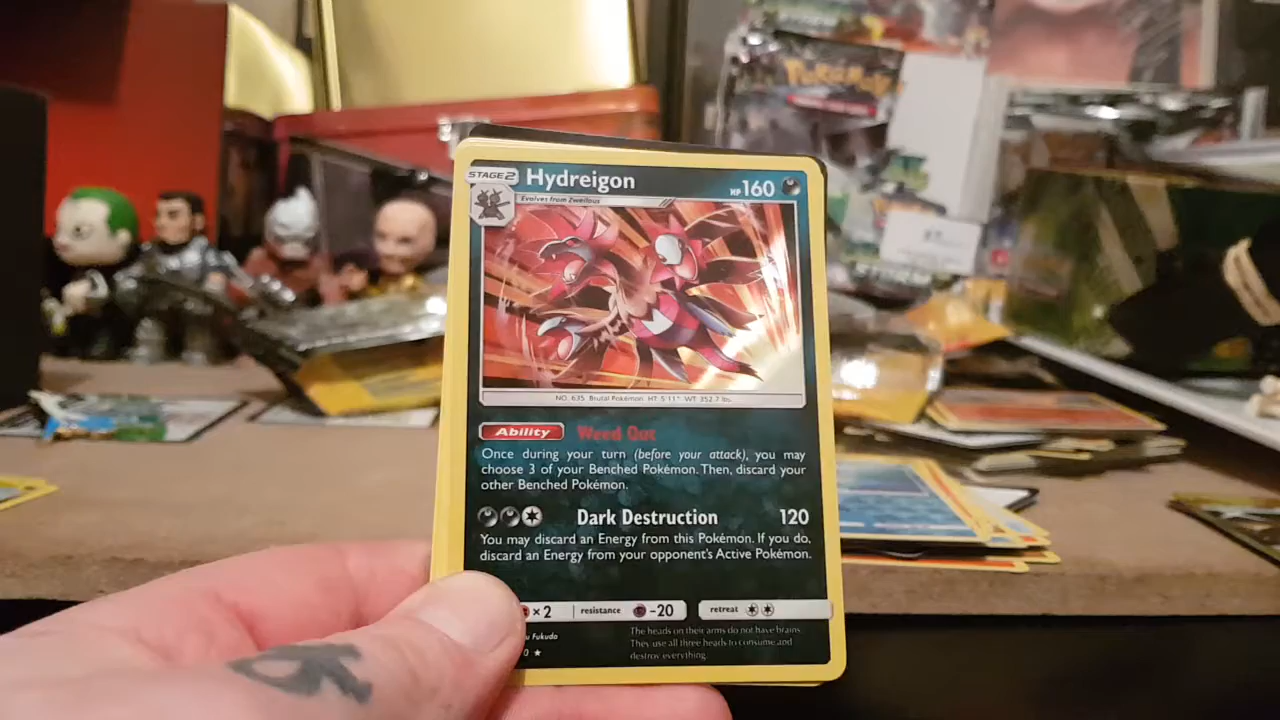 POKÉMON
STAGE 2 Hydreigon HP 160
Evolves from Zweilous
NO. 635 Brutal Pokémon HT: 5'11" WT: 352.7 lbs.
Ability Weed Out
Once during your turn (before your attack), you may
choose 3 of your Benched Pokémon. Then, discard your
other Benched Pokémon.
Dark Destruction 120
You may discard an Energy from this Pokémon. If you do,
discard an Energy from your opponent's Active Pokémon.
×2 resistance -20 retreat
Fukuda
The heads on their arms do not have brains.
They use all three heads to consume and
destroy everything.